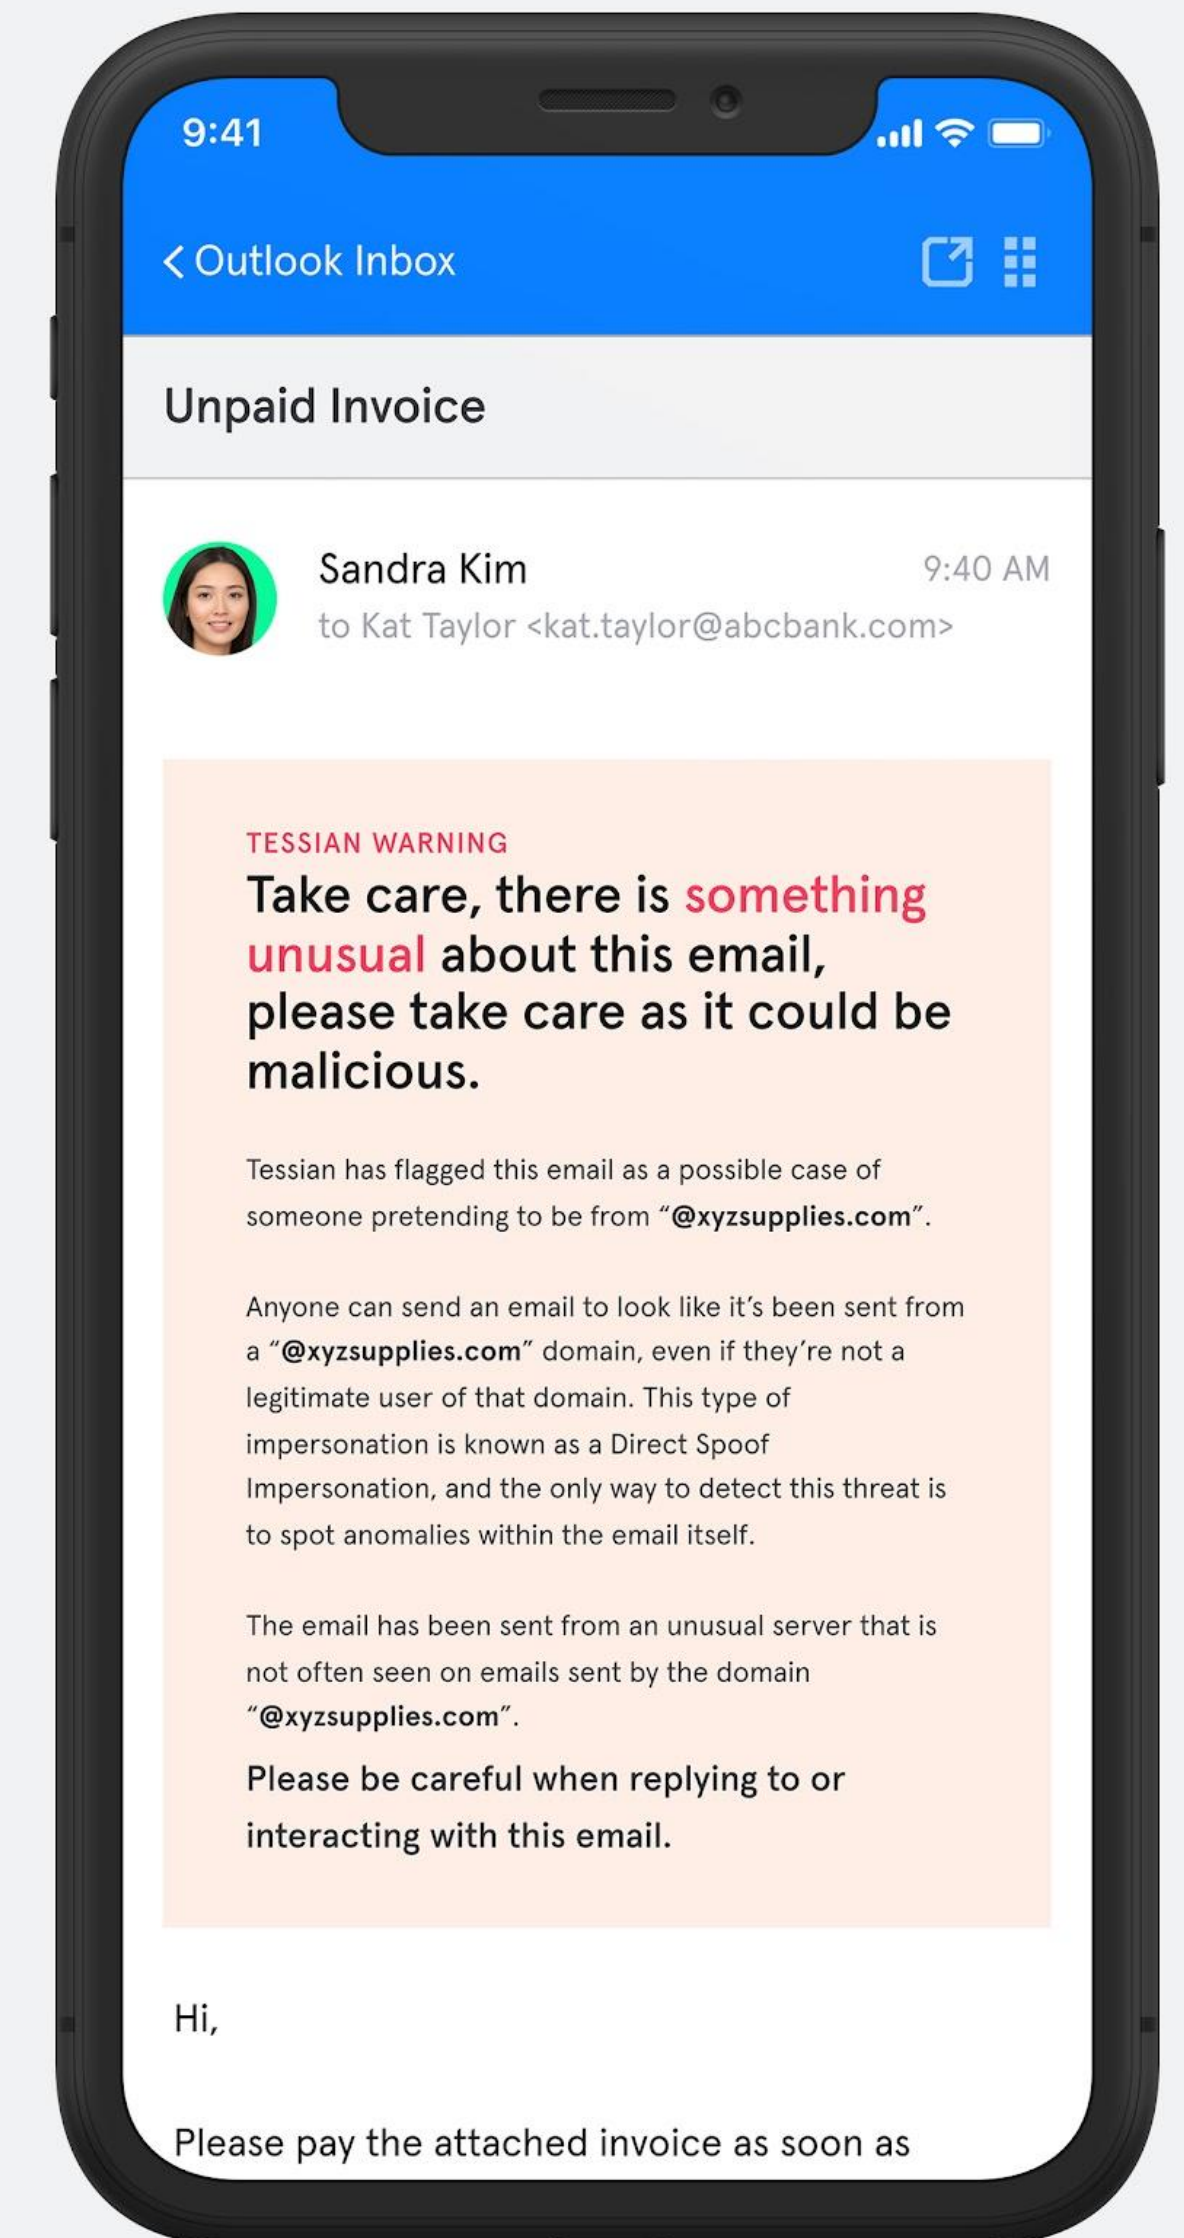 9:41
Outlook Inbox
Unpaid Invoice
Sandra Kim
9:40 AM
to Kat Taylor <kat.taylor@abcbank.com>
TESSIAN WARNING
Take care, there is something
unusual about this email,
please take care as it could be
malicious.
Tessian has flagged this email as a possible case of
someone pretending to be from “@xyzsupplies.com”.
Anyone can send an email to look like it’s been sent from
a “@xyzsupplies.com” domain, even if they’re not a
legitimate user of that domain. This type of
impersonation is known as a Direct Spoof
Impersonation, and the only way to detect this threat is
to spot anomalies within the email itself.
The email has been sent from an unusual server that is
not often seen on emails sent by the domain
“@xyzsupplies.com”.
Please be careful when replying to or
interacting with this email.
Hi,
Please pay the attached invoice as soon as